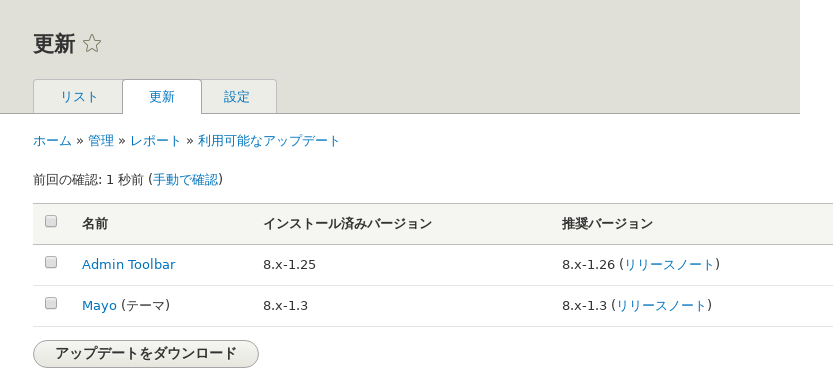 更新
リスト 更新 設定
ホーム » 管理 » レポート » 利用可能なアップデート
前回の確認: 1 秒前 (手動で確認)
名前 インストール済みバージョン 推奨バージョン
Admin Toolbar 8.x-1.25 8.x-1.26 (リリースノート)
Mayo (テーマ) 8.x-1.3 8.x-1.3 (リリースノート)
アップデートをダウンロード